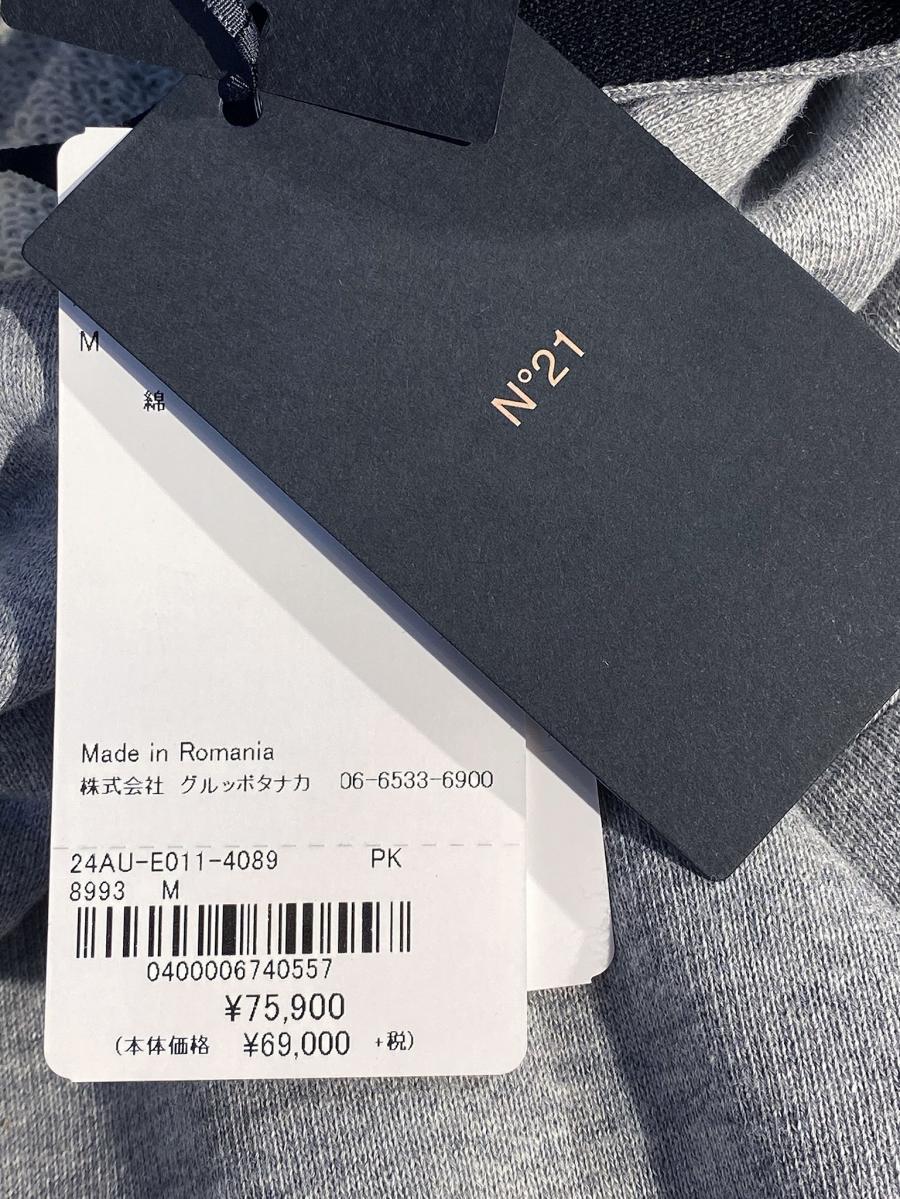 N°21
M
綿
Made in Romania
株式会社 グルッポタナカ 06-6533-6900
24AU-E011-4089 PK
8993 M
0400006740557
¥75,900
(本体価格 ¥69,000 +税)